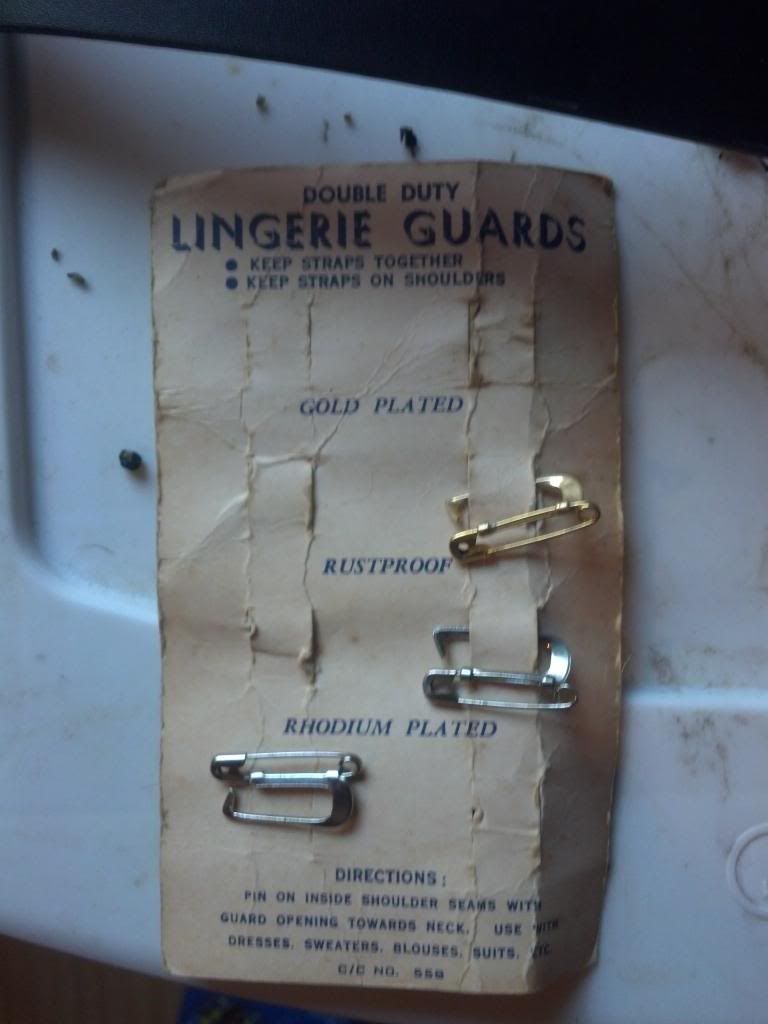 DOUBLE DUTY
LINGERIE GUARDS
● KEEP STRAPS TOGETHER
● KEEP STRAPS ON SHOULDERS
GOLD PLATED
RUSTPROOF
RHODIUM PLATED
DIRECTIONS:
PIN ON INSIDE SHOULDER SEAMS WITH
GUARD OPENING TOWARDS NECK. USE WITH
DRESSES, SWEATERS, BLOUSES, SUITS, ETC.
C/C NO. 559